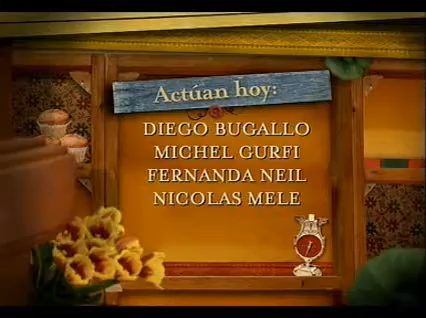 Actúan hoy:
DIEGO BUGALLO
MICHEL GURFI
FERNANDA NEIL
NICOLAS MELE